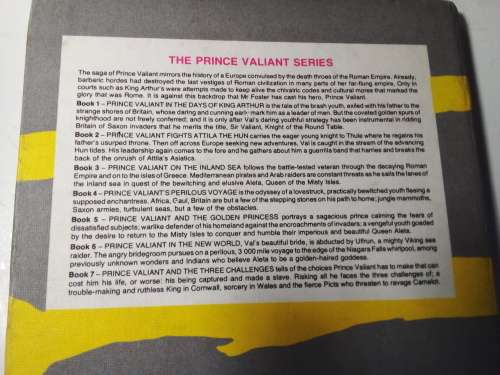 THE PRINCE VALIANT SERIES
The saga of Prince Valiant mirrors the history of a Europe convulsed by the death throes of the Roman Empire. Already,
barbaric hordes had destroyed the last vestiges of Roman civilization in many parts of her far-flung empire. Only in
courts such as King Arthur's were attempts made to keep alive the chivalric codes and cultural mores that marked the
glory that was Rome. It is against this backdrop that Mr Foster has cast his hero, Prince Valiant.
Book 1 – PRINCE VALIANT IN THE DAYS OF KING ARTHUR is the tale of the brash youth, exiled with his father to the
strange shores of Britain, whose daring and cunning earl- mark him as a leader of men. But the coveted golden spurs of
knighthood are not freely conferred; and it is only after Val's daring youthful strategy has been instrumental in ridding
Britain of Saxon invaders that he merits the title, Sir Valiant, Knight of the Round Table.
Book 2 – PRINCE VALIANT FIGHTS ATTILA THE HUN carries the eager young knight to Thule where he regains his
father's usurped throne. Then off across Europe seeking new adventures, Val is caught in the stream of the advancing
Hun tides. His leadership again comes to the fore and he gathers about him a guerrilla band that harries and breaks the
back of the onrush of Attila's Asiatics.
Book 3 – PRINCE VALIANT ON THE INLAND SEA follows the battle-tested veteran through the decaying Roman
Empire and on to the isles of Greece. Mediterranean pirates and Arab raiders are constant threats as he sails the lanes of
the inland sea in quest of the bewitching and elusive Aleta, Queen of the Misty Isles.
Book 4 – PRINCE VALIANT'S PERILOUS VOYAGE is the odyssey of a lovestruck, practically bewitched youth fleeing a
supposed enchantress. Africa, Gaul, Britain are but a few of the stepping stones on his path to home; jungle mammoths,
Saxon armies, turbulent seas, but a few of the obstacles.
Book 5 – PRINCE VALIANT AND THE GOLDEN PRINCESS portrays a sagacious prince calming the fears of
dissatisfied subjects; warlike defender of his homeland against the encroachments of invaders; a vengeful youth goaded
by the desire to return to the Misty Isles to conquer and humble their imperious and beautiful Queen Aleta.
Book 6 – PRINCE VALIANT IN THE NEW WORLD, Val's beautiful bride, is abducted by Ulfrun, a mighty Viking sea
raider. The angry bridegroom pursues on a perilous, 3 000 mile voyage to the edge of the Niagara Falls whirlpool, among
previously unknown wonders and Indians who believe Aleta to be a golden-haired goddess.
Book 7 – PRINCE VALIANT AND THE THREE CHALLENGES tells of the choices Prince Valiant has to make that can
cost him his life, or worse: his being captured and made a slave. Risking all he faces the three challenges of; a
trouble-making and ruthless King in Cornwall, sorcery in Wales and the fierce Picts who threaten to ravage Camelot.